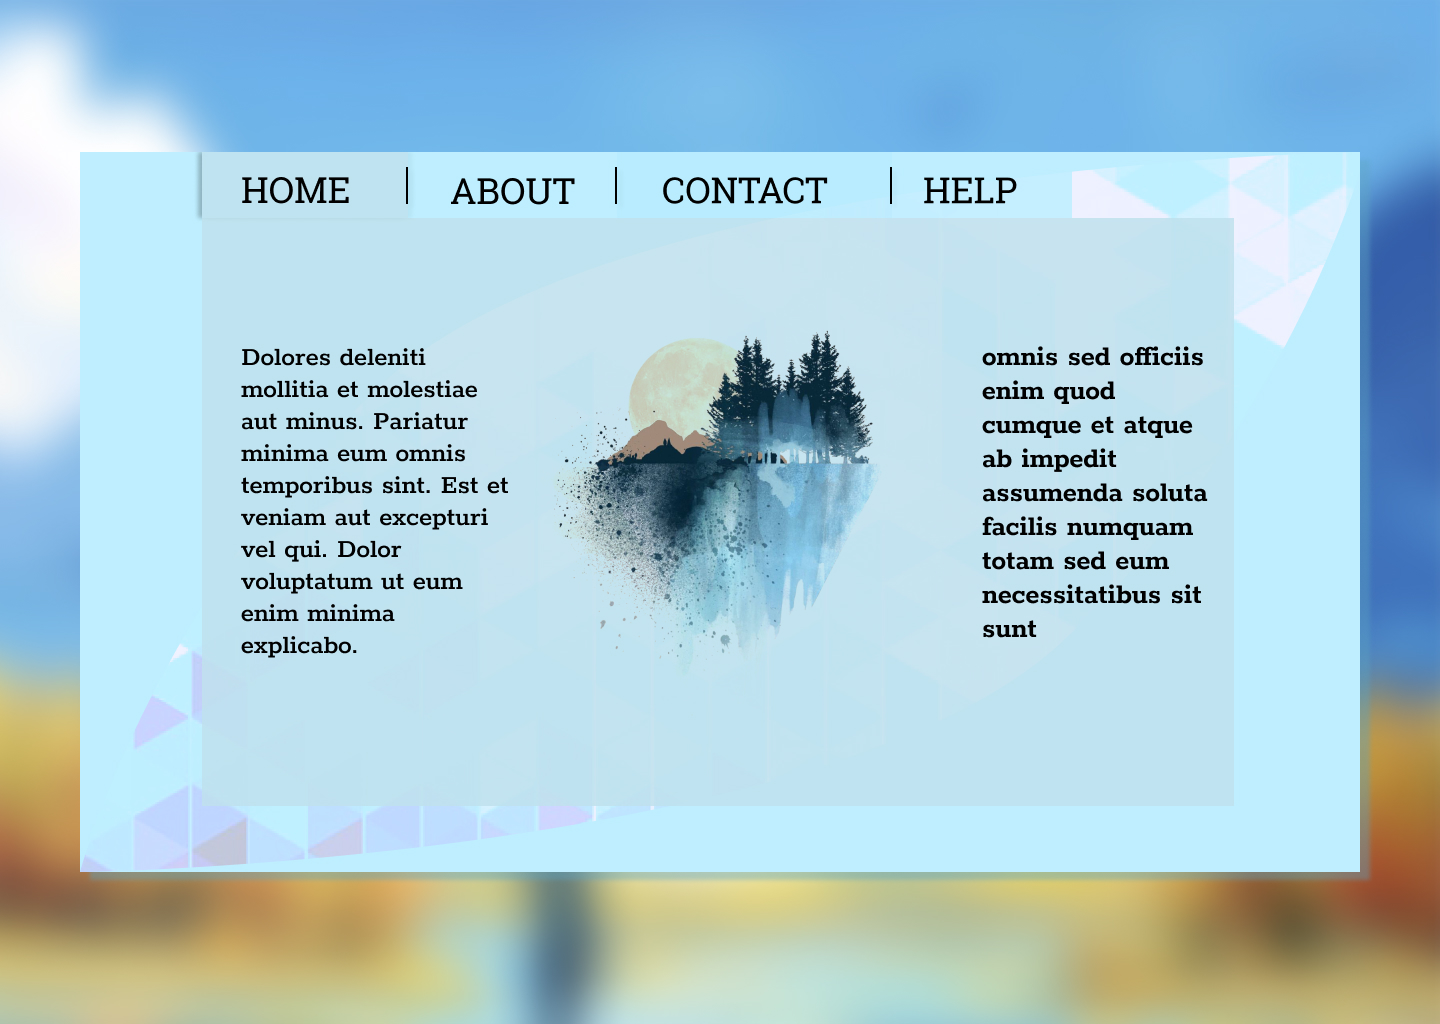 HOME ABOUT CONTACT HELP
Dolores deleniti
mollitia et molestiae
aut minus. Pariatur
minima eum omnis
temporibus sint. Est et
veniam aut excepturi
vel qui. Dolor
voluptatum ut eum
enim minima
explicabo.
omnis sed officiis
enim quod
cumque et atque
ab impedit
assumenda soluta
facilis numquam
totam sed eum
necessitatibus sit
sunt